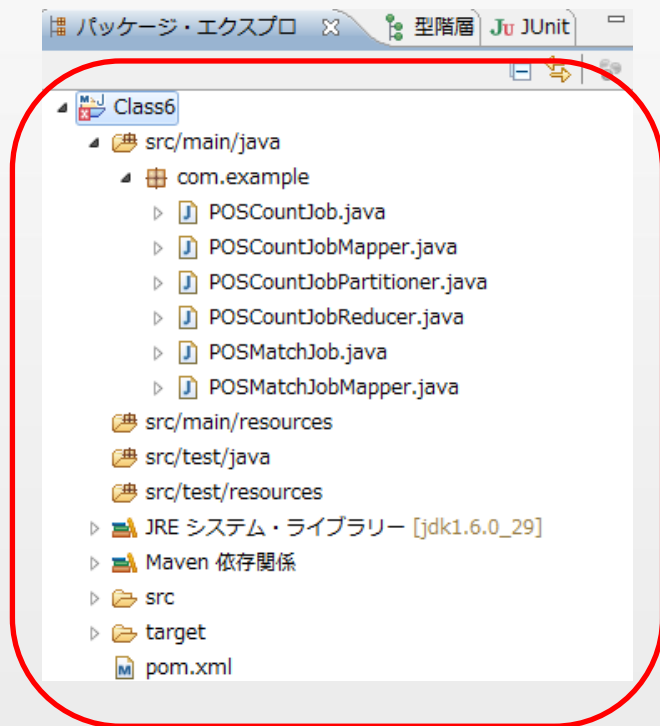 パッケージ・エクスプロ 型階層 JUnit
Class6
src/main/java
com.example
POSCountJob.java
POSCountJobMapper.java
POSCountJobPartitioner.java
POSCountJobReducer.java
POSMatchJob.java
POSMatchJobMapper.java
src/main/resources
src/test/java
src/test/resources
JRE システム・ライブラリー [jdk1.6.0_29]
Maven 依存関係
src
target
pom.xml